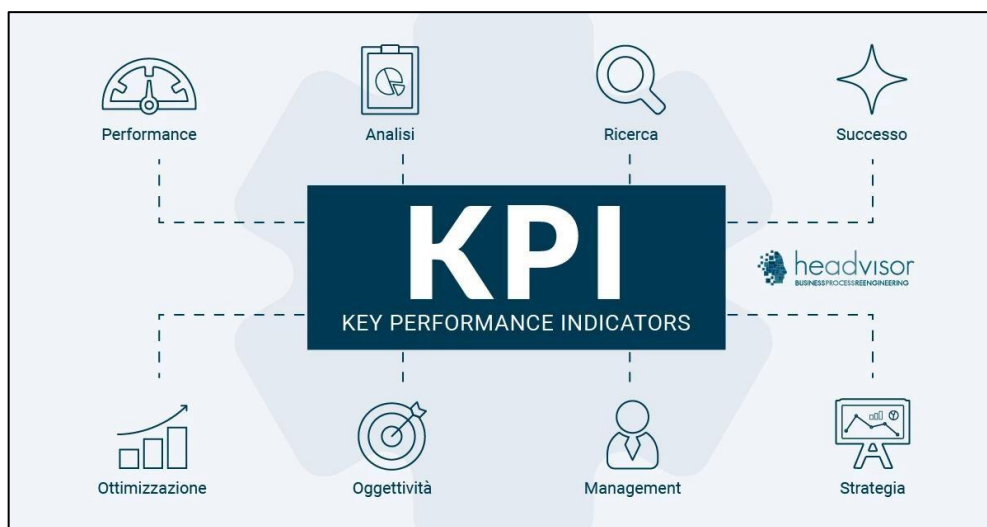 Performance
Analisi
Ricerca
Successo
KPI
KEY PERFORMANCE INDICATORS
headvisor
BUSINESSPROCESSREENGINEERING
Ottimizzazione
Oggettività
Management
Strategia